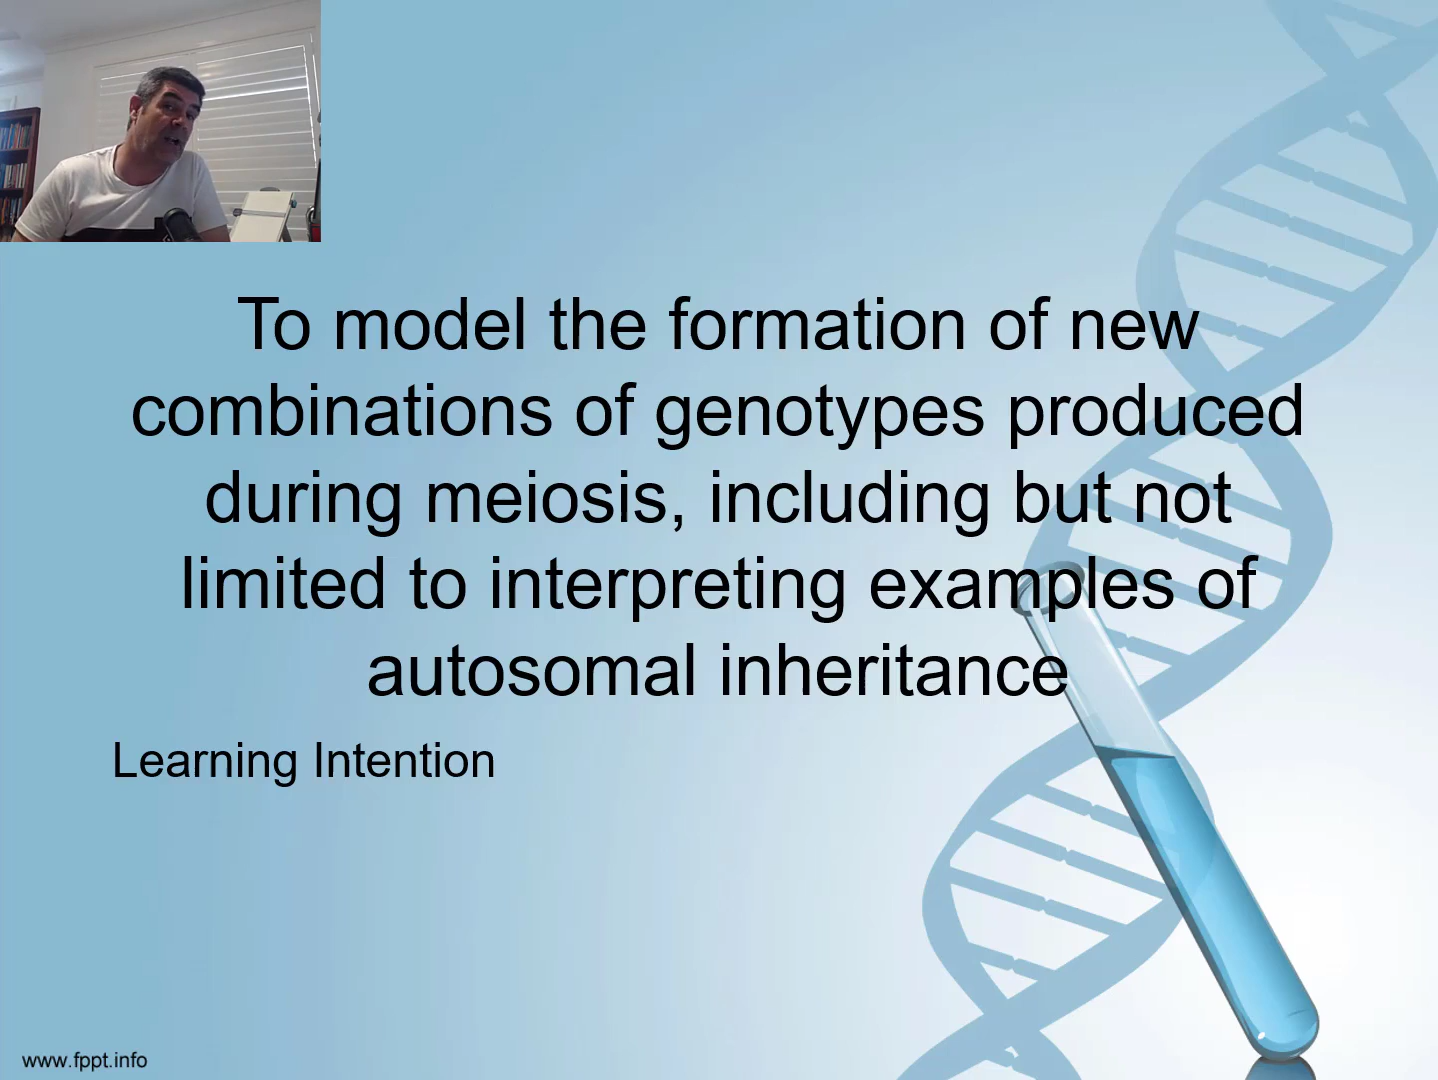 To model the formation of new
combinations of genotypes produced
during meiosis, including but not
limited to interpreting examples of
autosomal inheritance
Learning Intention
www.fppt.info